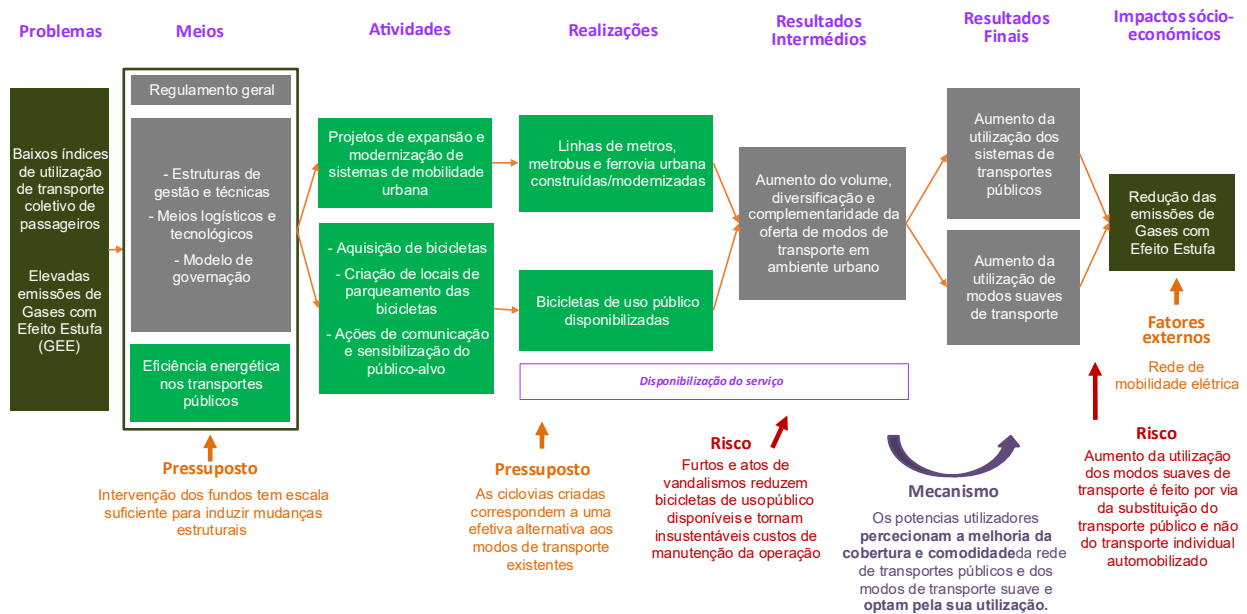 Problemas
Meios
Atividades
Realizações
Resultados
Intermédios
Resultados
Finais
Impactos sócio-
económicos
Baixos índices
de utilização
de transporte
coletivo de
passageiros
Elevadas
emissões de
Gases com
Efeito Estufa
(GEE)
Regulamento geral
- Estruturas de
gestão e técnicas
- Meios logísticos e
tecnológicos
- Modelo de
governação
Eficiência energética
nos transportes
públicos
Projetos de expansão e
modernização de
sistemas de mobilidade
urbana
- Aquisição de bicicletas
- Criação de locais de
parqueamento das
bicicletas
- Ações de comunicação
e sensibilização do
público-alvo
Linhas de metros,
metrobus e ferrovia urbana
construídas/modernizadas
Bicicletas de uso público
disponibilizadas
Aumento do volume,
diversificação e
complementaridade da
oferta de modos de
transporte em
ambiente urbano
Aumento da
utilização dos
sistemas de
transportes
públicos
Aumento da
utilização de
modos suaves
de transporte
Redução das
emissões de
Gases com
Efeito Estufa
Disponibilização do serviço
Fatores
externos
Rede de
mobilidade elétrica
Pressuposto
Intervenção dos fundos tem escala
suficiente para induzir mudanças
estruturais
Pressuposto
As ciclovias criadas
correspondem a uma
efetiva alternativa aos
modos de transporte
existentes
Risco
Furtos e atos de
vandalismos reduzem
bicicletas de usopúblico
disponíveis e tornam
insustentáveis custos de
manutenção da operação
Mecanismo
Os potencias utilizadores
percecionam a melhoria da
cobertura e comodidadeda rede
de transportes públicos e dos
modos de transporte suave e
optam pela sua utilização.
Risco
Aumento da utilização
dos modos suaves de
transporte é feito por via
da substituição do
transporte público e não
do transporte individual
automobilizado